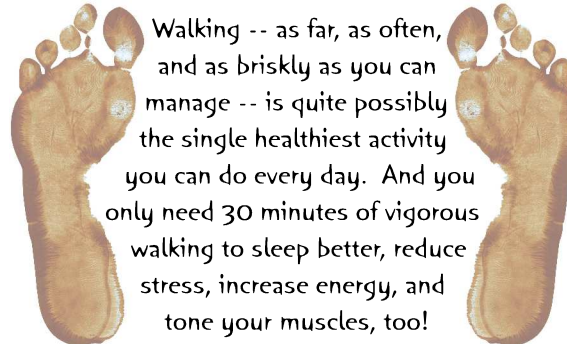 Walking -- as far, as often,
and as briskly as you can
manage -- is quite possibly
the single healthiest activity
you can do every day.  And you
only need 30 minutes of vigorous
walking to sleep better, reduce
stress, increase energy, and
tone your muscles, too!